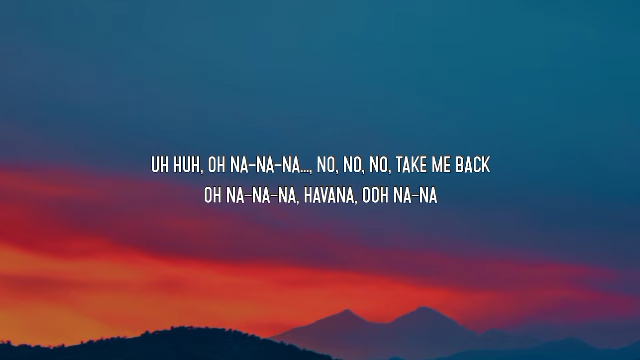 UH HUH, OH NA-NA-NA..., NO, NO, NO, TAKE ME BACK
OH NA-NA-NA, HAVANA, OOH NA-NA